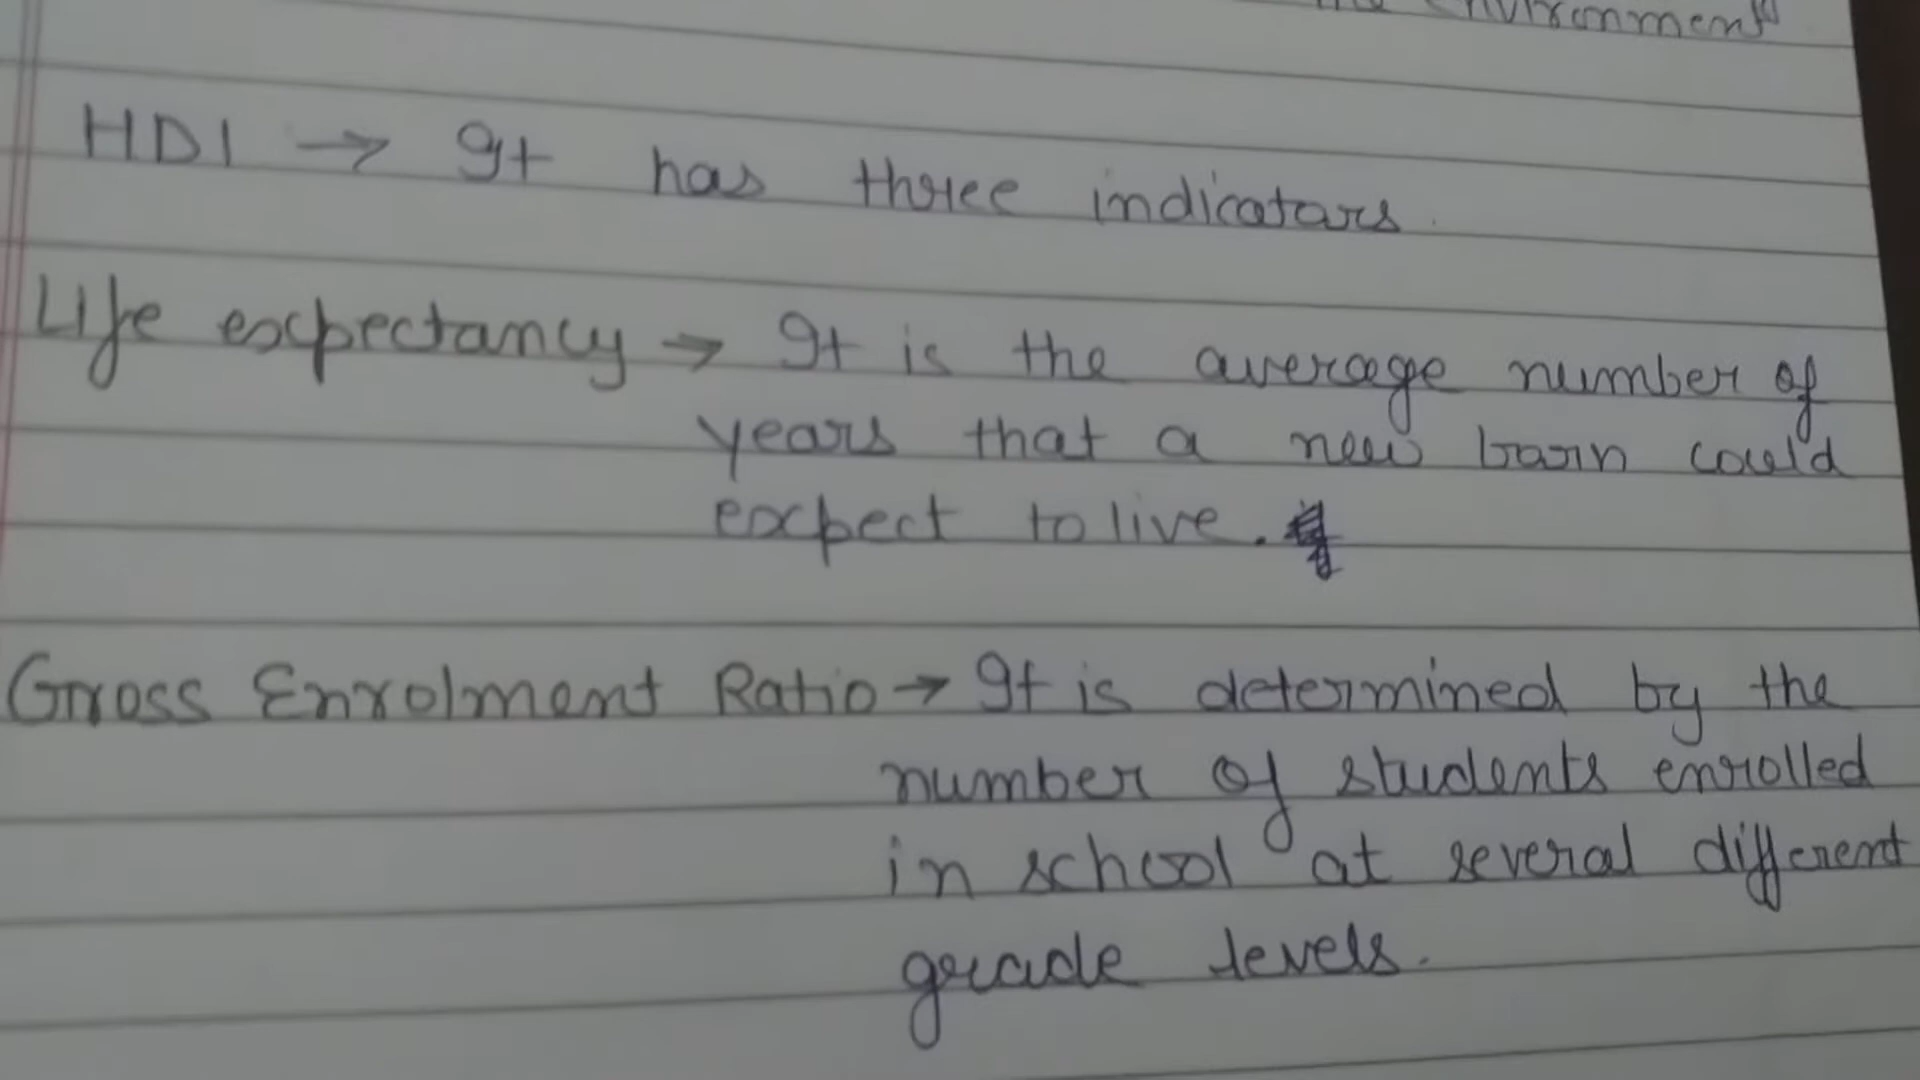 environment"
HDI → It has three indicators.
Life expectancy → It is the average number of
years that a new born could
expect to live.
Gross Enrolment Ratio → It is determined by the
number of students enrolled
in school at several different
grade levels.